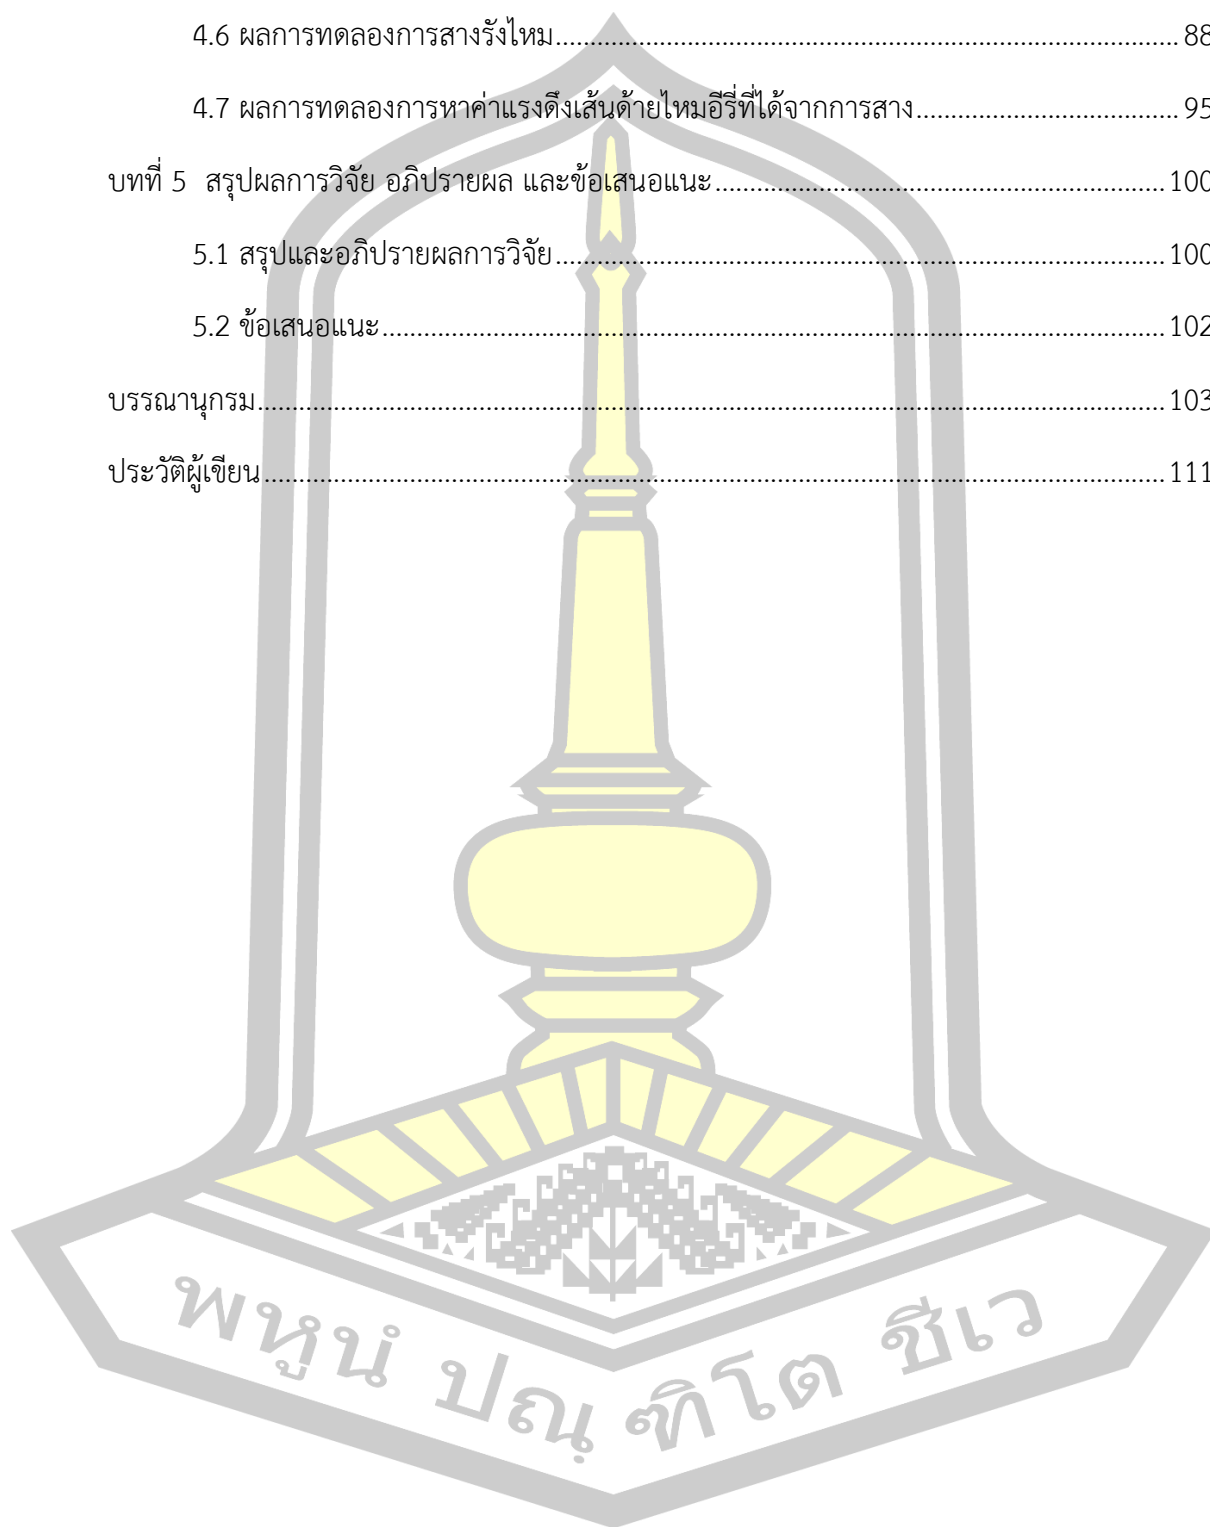 4.6 ผลการทดลองการสางรังไหม........................................ 88
4.7 ผลการทดลองการหาค่าแรงดึงเส้นด้ายไหมอีรี่ที่ได้จากการสาง........................................ 95
บทที่ 5 สรุปผลการวิจัย อภิปรายผล และข้อเสนอแนะ........................................ 100
5.1 สรุปและอภิปรายผลการวิจัย........................................ 100
5.2 ข้อเสนอแนะ........................................ 102
บรรณานุกรม........................................ 103
ประวัติผู้เขียน........................................ 111
พหูนํ ปณฺ ฑิโต ชีเว